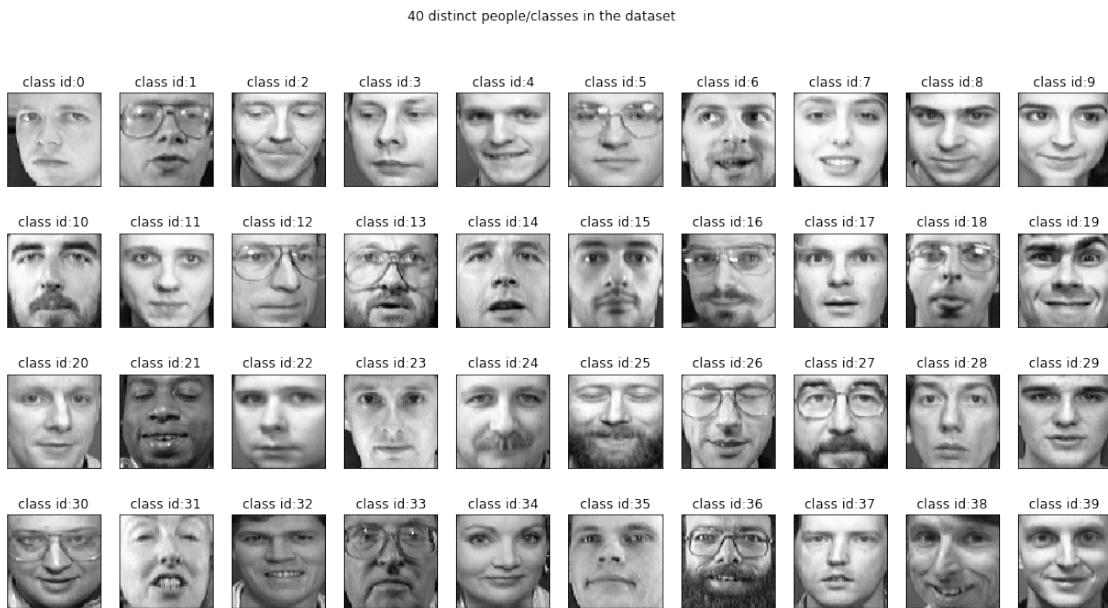 40 distinct people/classes in the dataset
class id:0 class id:1 class id:2 class id:3 class id:4 class id:5 class id:6 class id:7 class id:8 class id:9
class id:10 class id:11 class id:12 class id:13 class id:14 class id:15 class id:16 class id:17 class id:18 class id:19
class id:20 class id:21 class id:22 class id:23 class id:24 class id:25 class id:26 class id:27 class id:28 class id:29
class id:30 class id:31 class id:32 class id:33 class id:34 class id:35 class id:36 class id:37 class id:38 class id:39